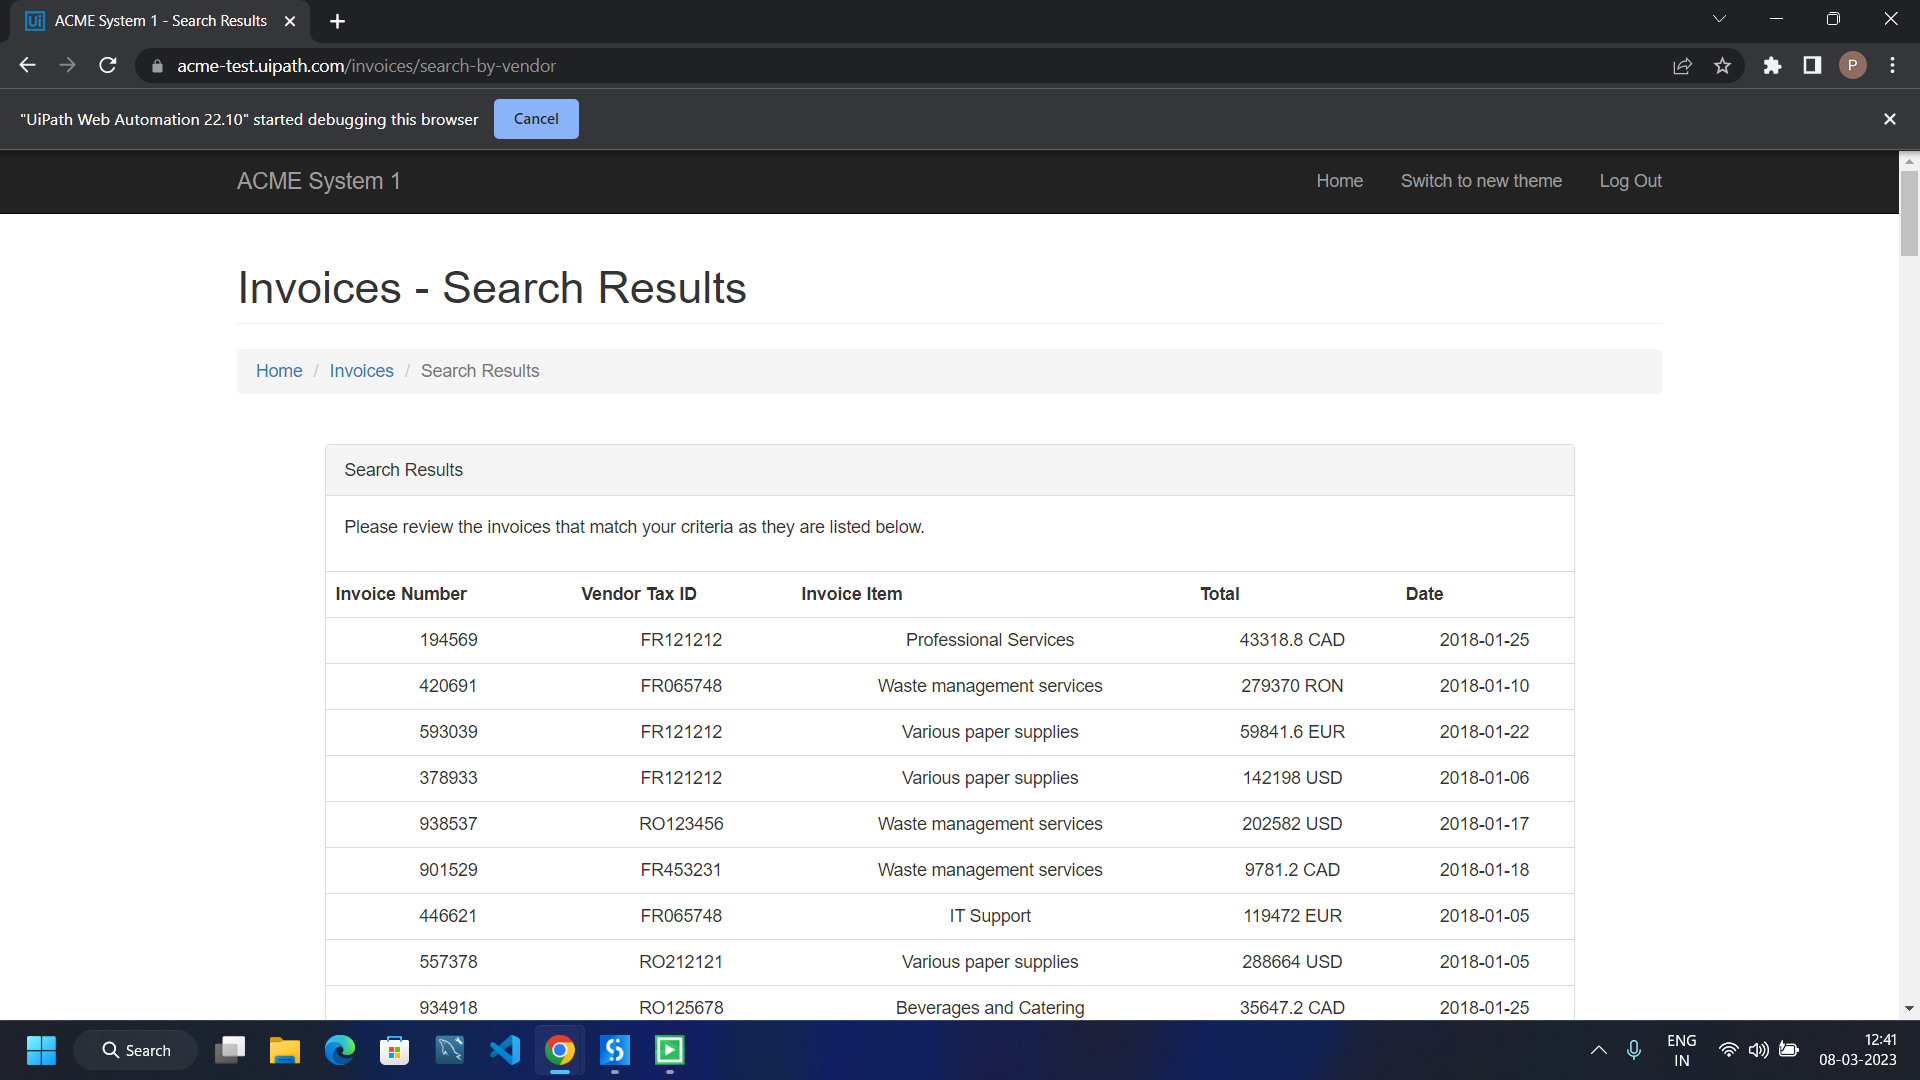 ACME System 1 - Search Results
acme-test.uipath.com/invoices/search-by-vendor
P
"UiPath Web Automation 22.10" started debugging this browser Cancel
ACME System 1 Home Switch to new theme Log Out
Invoices - Search Results
Home / Invoices / Search Results
Search Results
Please review the invoices that match your criteria as they are listed below.
Invoice Number Vendor Tax ID Invoice Item Total Date
194569 FR121212 Professional Services 43318.8 CAD 2018-01-25
420691 FR065748 Waste management services 279370 RON 2018-01-10
593039 FR121212 Various paper supplies 59841.6 EUR 2018-01-22
378933 FR121212 Various paper supplies 142198 USD 2018-01-06
938537 RO123456 Waste management services 202582 USD 2018-01-17
901529 FR453231 Waste management services 9781.2 CAD 2018-01-18
446621 FR065748 IT Support 119472 EUR 2018-01-05
557378 RO212121 Various paper supplies 288664 USD 2018-01-05
934918 RO125678 Beverages and Catering 35647.2 CAD 2018-01-25
Search
ENG
IN
12:41
08-03-2023